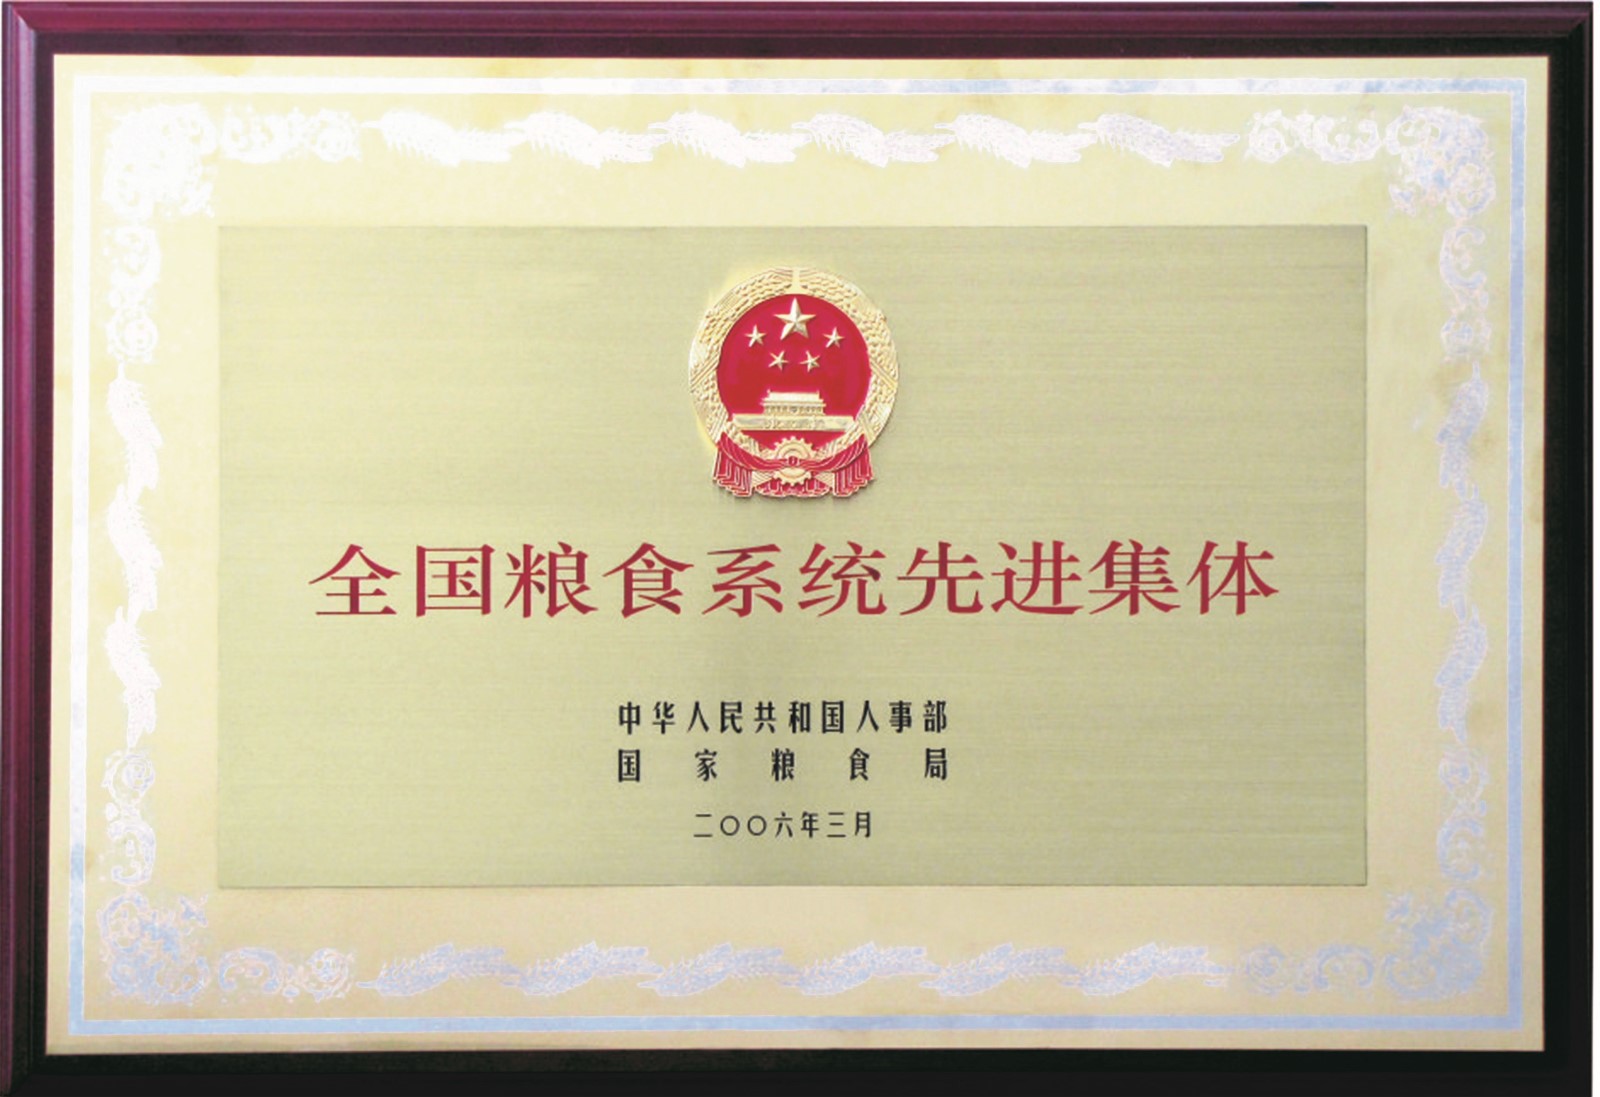 全国粮食系统先进集体
中华人民共和国人事部
国家粮食局
二〇〇六年三月